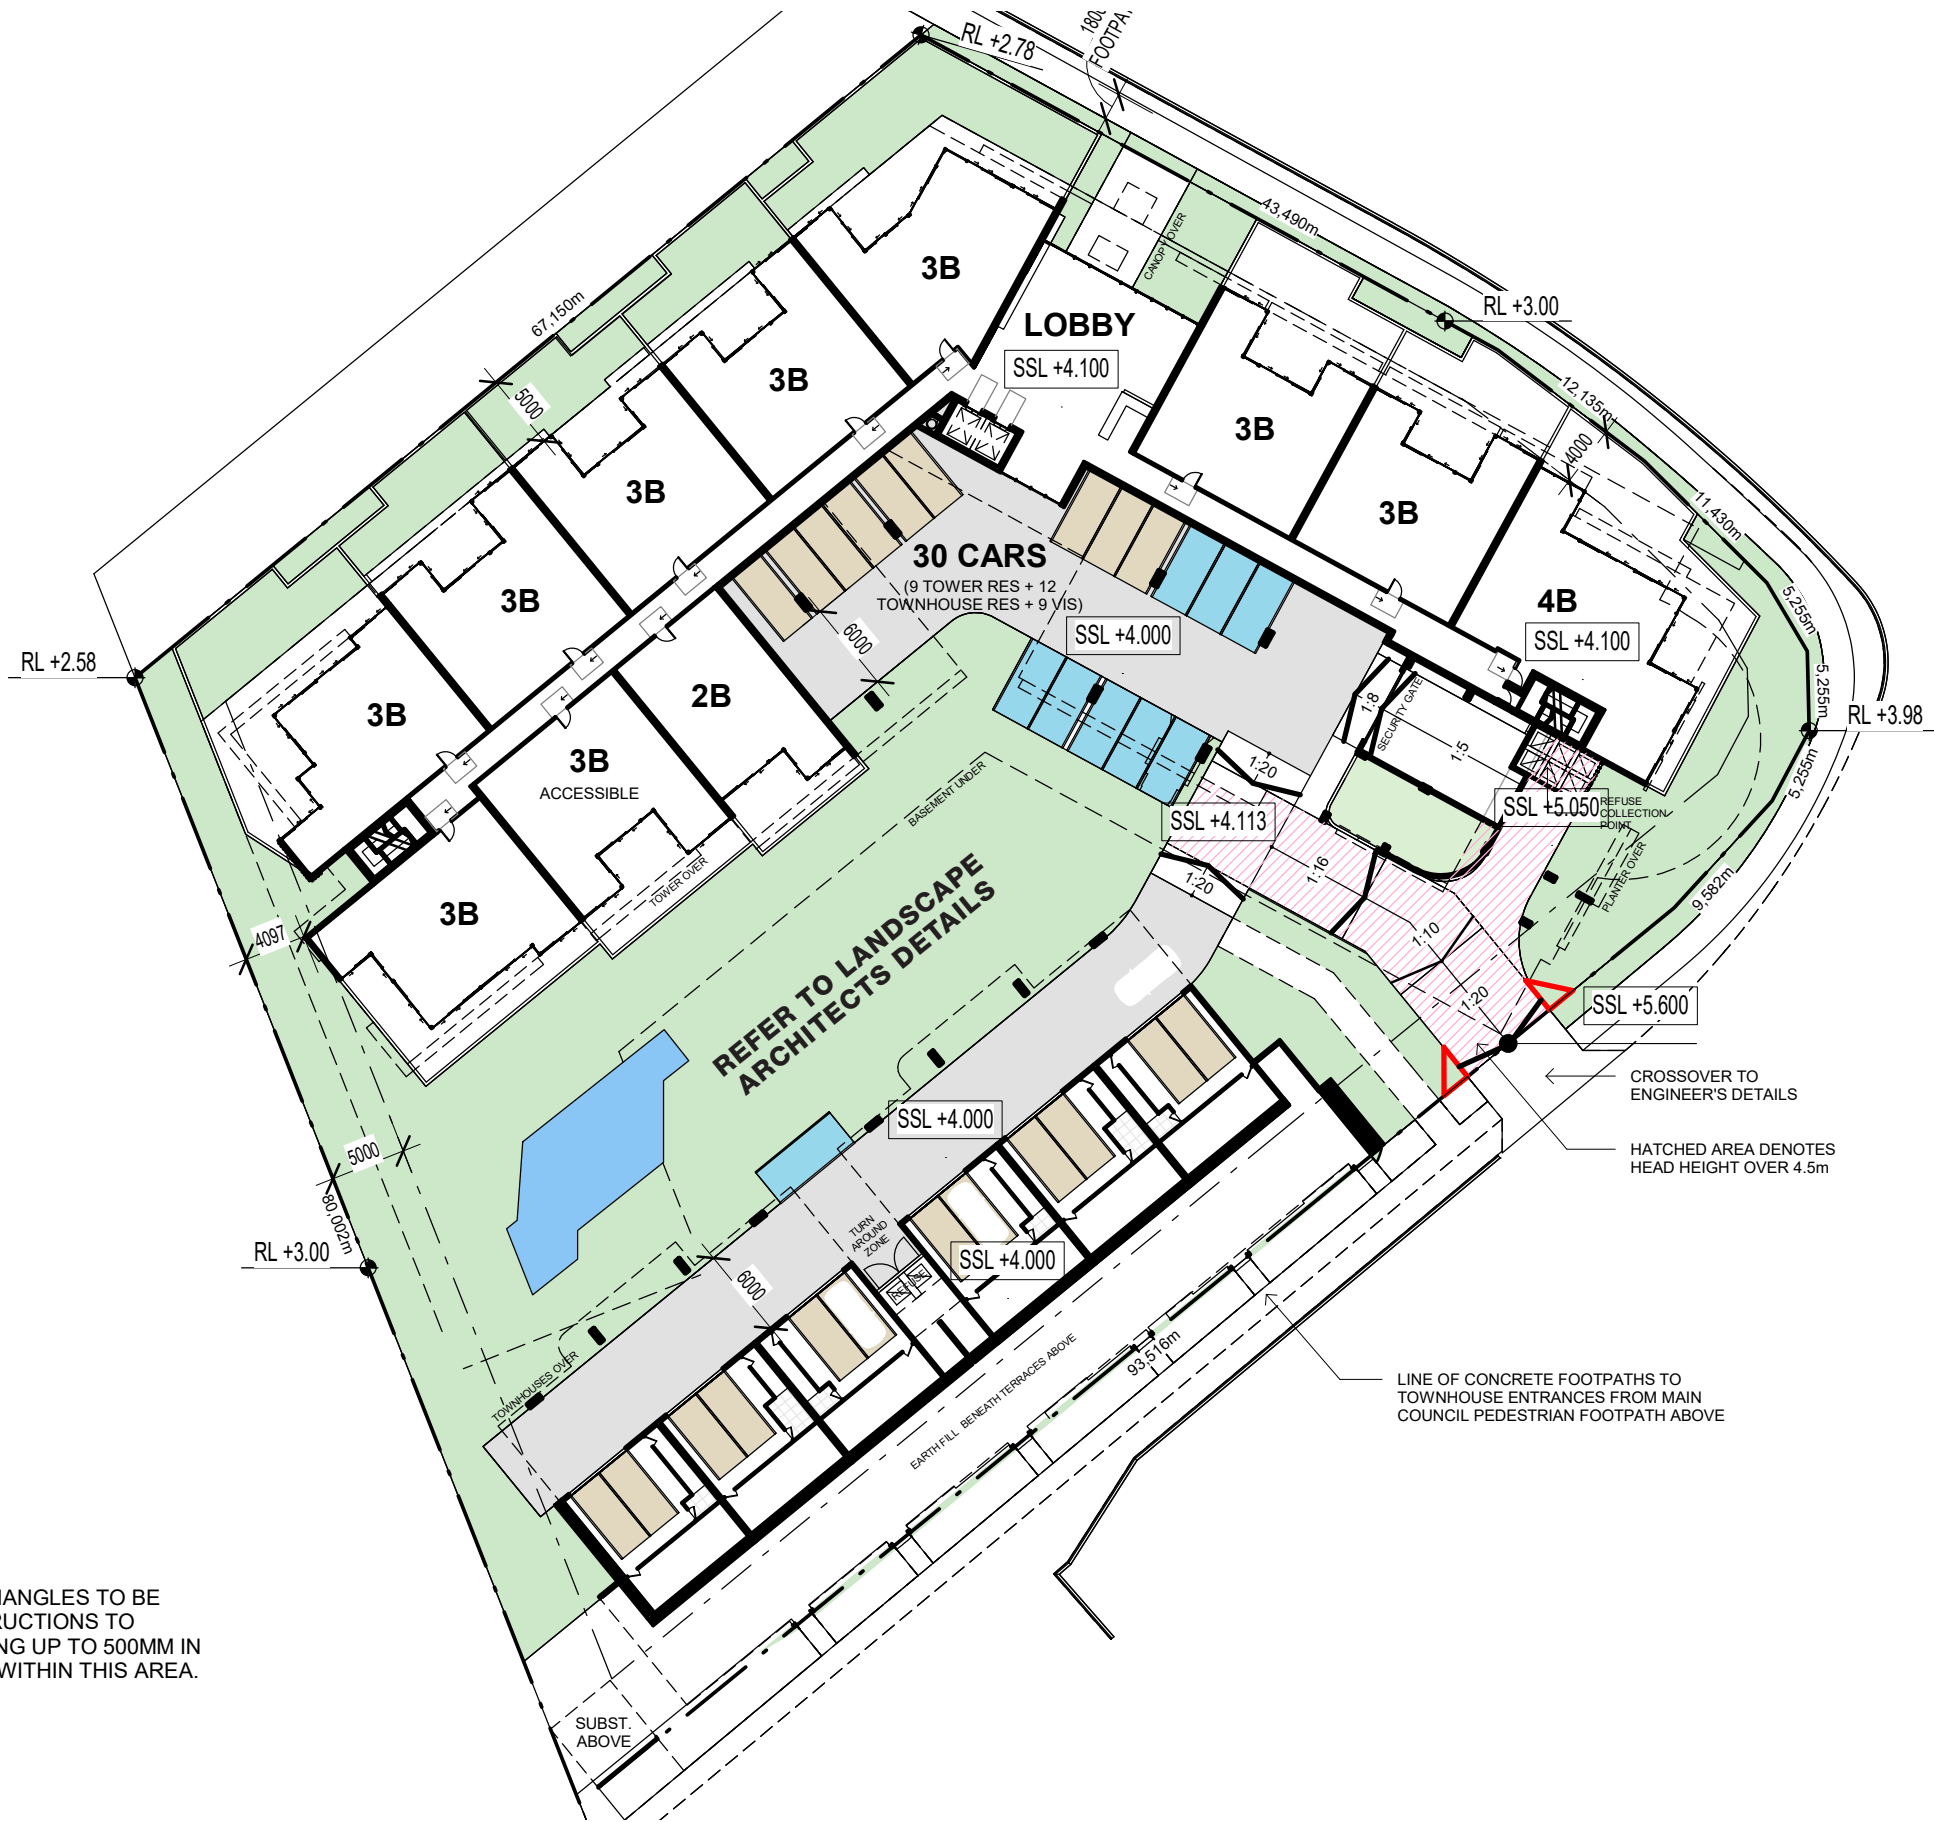 RL +2.78
1800
FOOTPAT
43,490m
CANOPY OVER
3B
LOBBY
SSL +4.100
RL +3.00
67,150m
5000
3B
3B
12,135m
4000
3B
3B
11,430m
3B
30 CARS
(9 TOWER RES + 12
TOWNHOUSE RES + 9 VIS)
SSL +4.000
6000
4B
SSL +4.100
5,255m
5,255m
RL +3.98
5,255m
RL +2.58
3B
2B
1:8
SECURITY GATE
1:5
1:20
3B
ACCESSIBLE
BASEMENT UNDER
SSL +4.113
SSL +5.050
REFUSE
COLLECTION
POINT
TOWER OVER
1:20
1:16
PLANTER OVER
9,582m
3B
4097
REFER TO LANDSCAPE
ARCHITECTS DETAILS
1:10
1:20
SSL +5.600
CROSSOVER TO
ENGINEER'S DETAILS
SSL +4.000
HATCHED AREA DENOTES
HEAD HEIGHT OVER 4.5m
5000
80,002m
RL +3.00
TURN
AROUND
ZONE
SSL +4.000
REFUSE
6000
93,516m
TOWNHOUSES OVER
EARTH FILL BENEATH TERRACES ABOVE
LINE OF CONCRETE FOOTPATHS TO
TOWNHOUSE ENTRANCES FROM MAIN
COUNCIL PEDESTRIAN FOOTPATH ABOVE
IANGLES TO BE
RUCTIONS TO
NG UP TO 500MM IN
WITHIN THIS AREA.
SUBST.
ABOVE